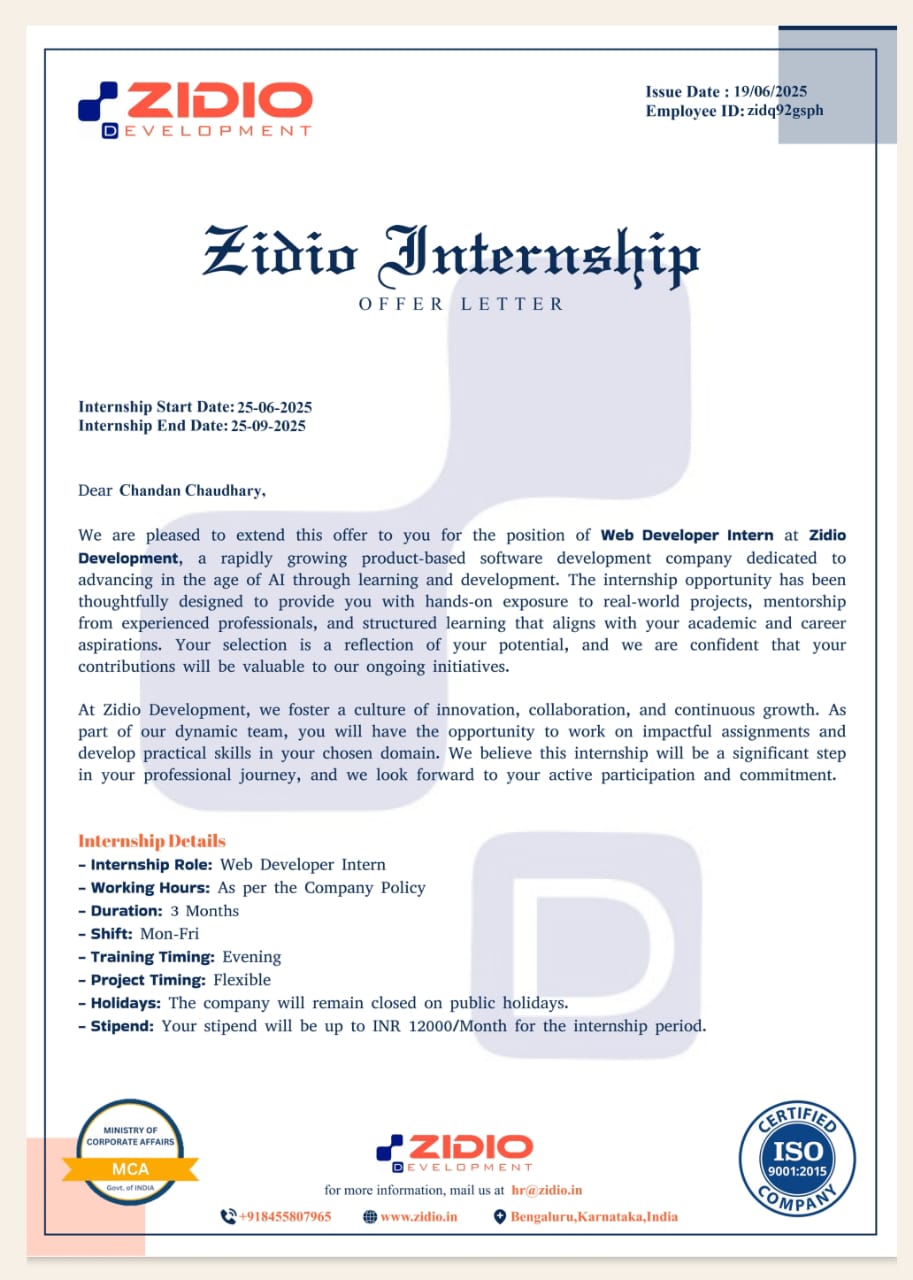 ZIDIO
DEVELOPMENT
Issue Date : 19/06/2025
Employee ID: zidq92gsph
Zidio Internship
OFFER LETTER
Internship Start Date: 25-06-2025
Internship End Date: 25-09-2025
Dear Chandan Chaudhary,
We are pleased to extend this offer to you for the position of Web Developer Intern at Zidio
Development, a rapidly growing product-based software development company dedicated to
advancing in the age of AI through learning and development. The internship opportunity has been
thoughtfully designed to provide you with hands-on exposure to real-world projects, mentorship
from experienced professionals, and structured learning that aligns with your academic and career
aspirations. Your selection is a reflection of your potential, and we are confident that your
contributions will be valuable to our ongoing initiatives.
At Zidio Development, we foster a culture of innovation, collaboration, and continuous growth. As
part of our dynamic team, you will have the opportunity to work on impactful assignments and
develop practical skills in your chosen domain. We believe this internship will be a significant step
in your professional journey, and we look forward to your active participation and commitment.
Internship Details
– Internship Role: Web Developer Intern
– Working Hours: As per the Company Policy
– Duration: 3 Months
– Shift: Mon-Fri
– Training Timing: Evening
– Project Timing: Flexible
– Holidays: The company will remain closed on public holidays.
– Stipend: Your stipend will be up to INR 12000/Month for the internship period.
D
MINISTRY OF
CORPORATE AFFAIRS
MCA
Govt. of INDIA
ZIDIO
DEVELOPMENT
for more information, mail us at hr@zidio.in
+918455807965 www.zidio.in Bengaluru,Karnataka,India
CERTIFIED
ISO
9001:2015
COMPANY